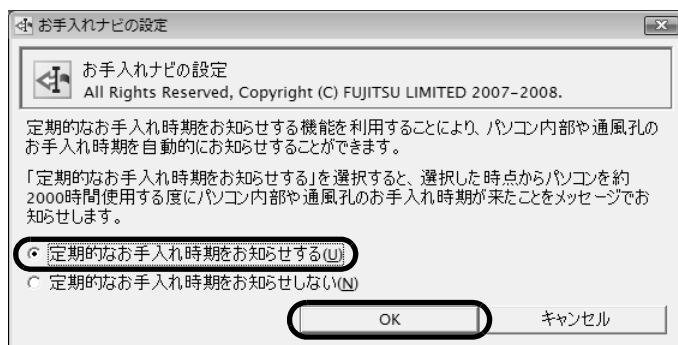 お手入れナビの設定
お手入れナビの設定
All Rights Reserved, Copyright (C) FUJITSU LIMITED 2007-2008.
定期的なお手入れ時期をお知らせする機能を利用することにより、パソコン内部や通風孔の
お手入れ時期を自動的にお知らせすることができます。
「定期的なお手入れ時期をお知らせする」を選択すると、選択した時点からパソコンを約
2000時間使用する度にパソコン内部や通風孔のお手入れ時期が来たことをメッセージでお
知らせします。
定期的なお手入れ時期をお知らせする(U)
定期的なお手入れ時期をお知らせしない(N)
OK キャンセル